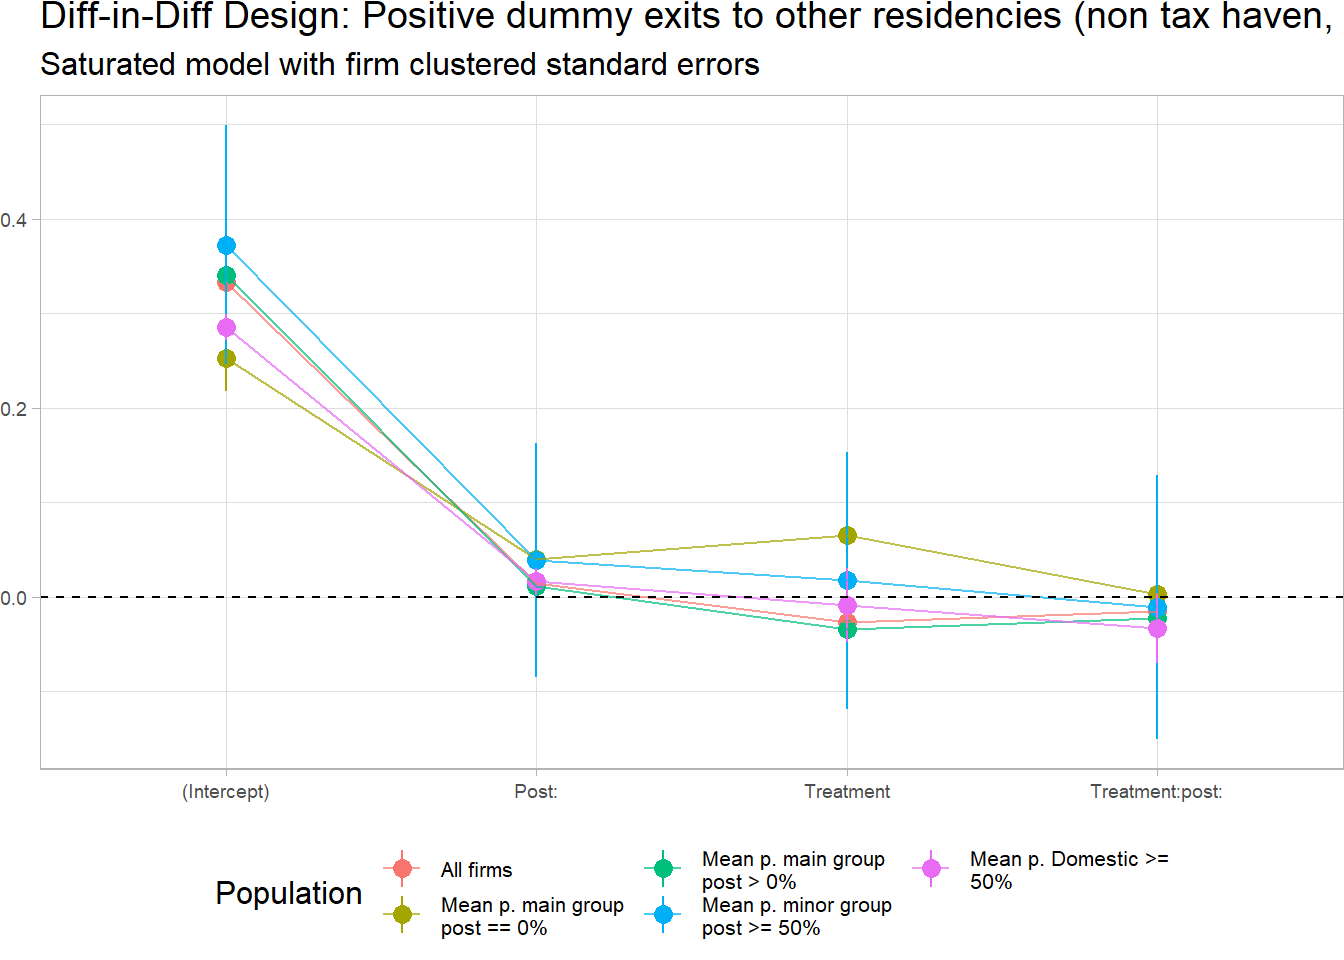 Diff-in-Diff Design: Positive dummy exits to other residencies (non tax haven,
Saturated model with firm clustered standard errors
0.4
0.2
0.0
(Intercept)
Post:
Treatment
Treatment:post:
Population
All firms
Mean p. main group
post == 0%
Mean p. main group
post > 0%
Mean p. minor group
post >= 50%
Mean p. Domestic >=
50%